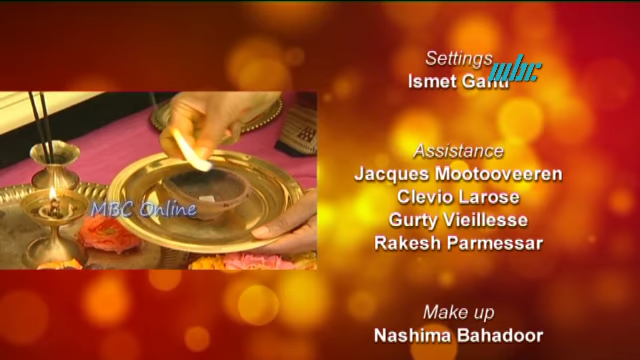 Settings
mbc
Ismet Ganti
Assistance
Jacques Mootooveeren
Clevio Larose
Gurty Vieillesse
Rakesh Parmessar
MBC Online
Make up
Nashima Bahadoor